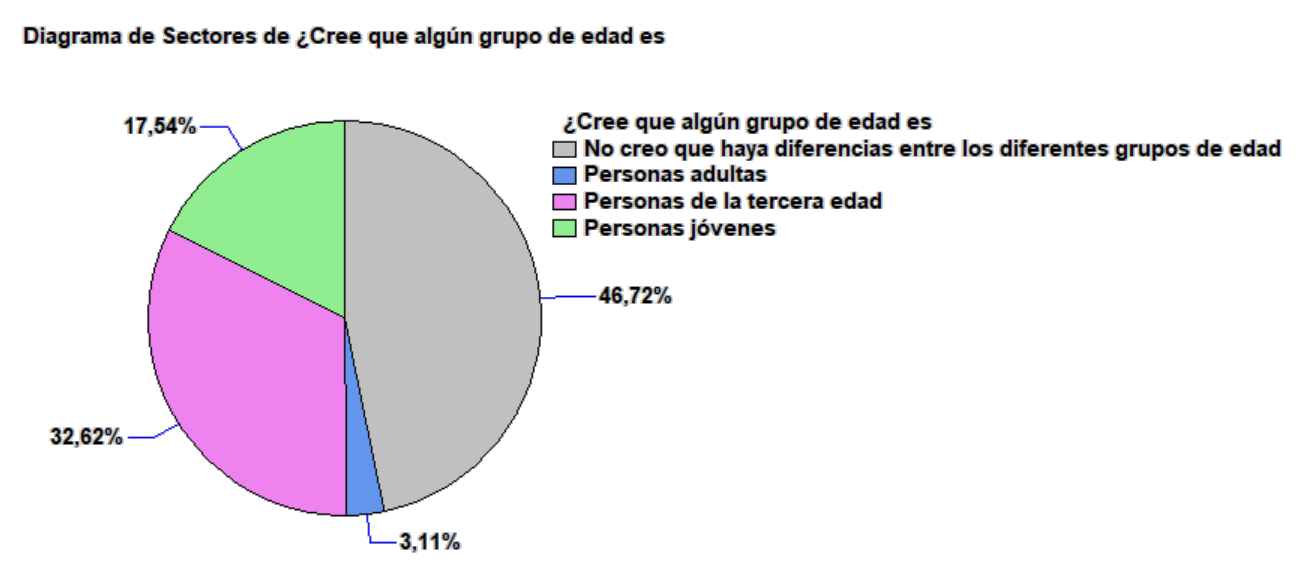 Diagrama de Sectores de ¿Cree que algún grupo de edad es
17,54%
¿Cree que algún grupo de edad es
No creo que haya diferencias entre los diferentes grupos de edad
Personas adultas
Personas de la tercera edad
Personas jóvenes
46,72%
32,62%
3,11%